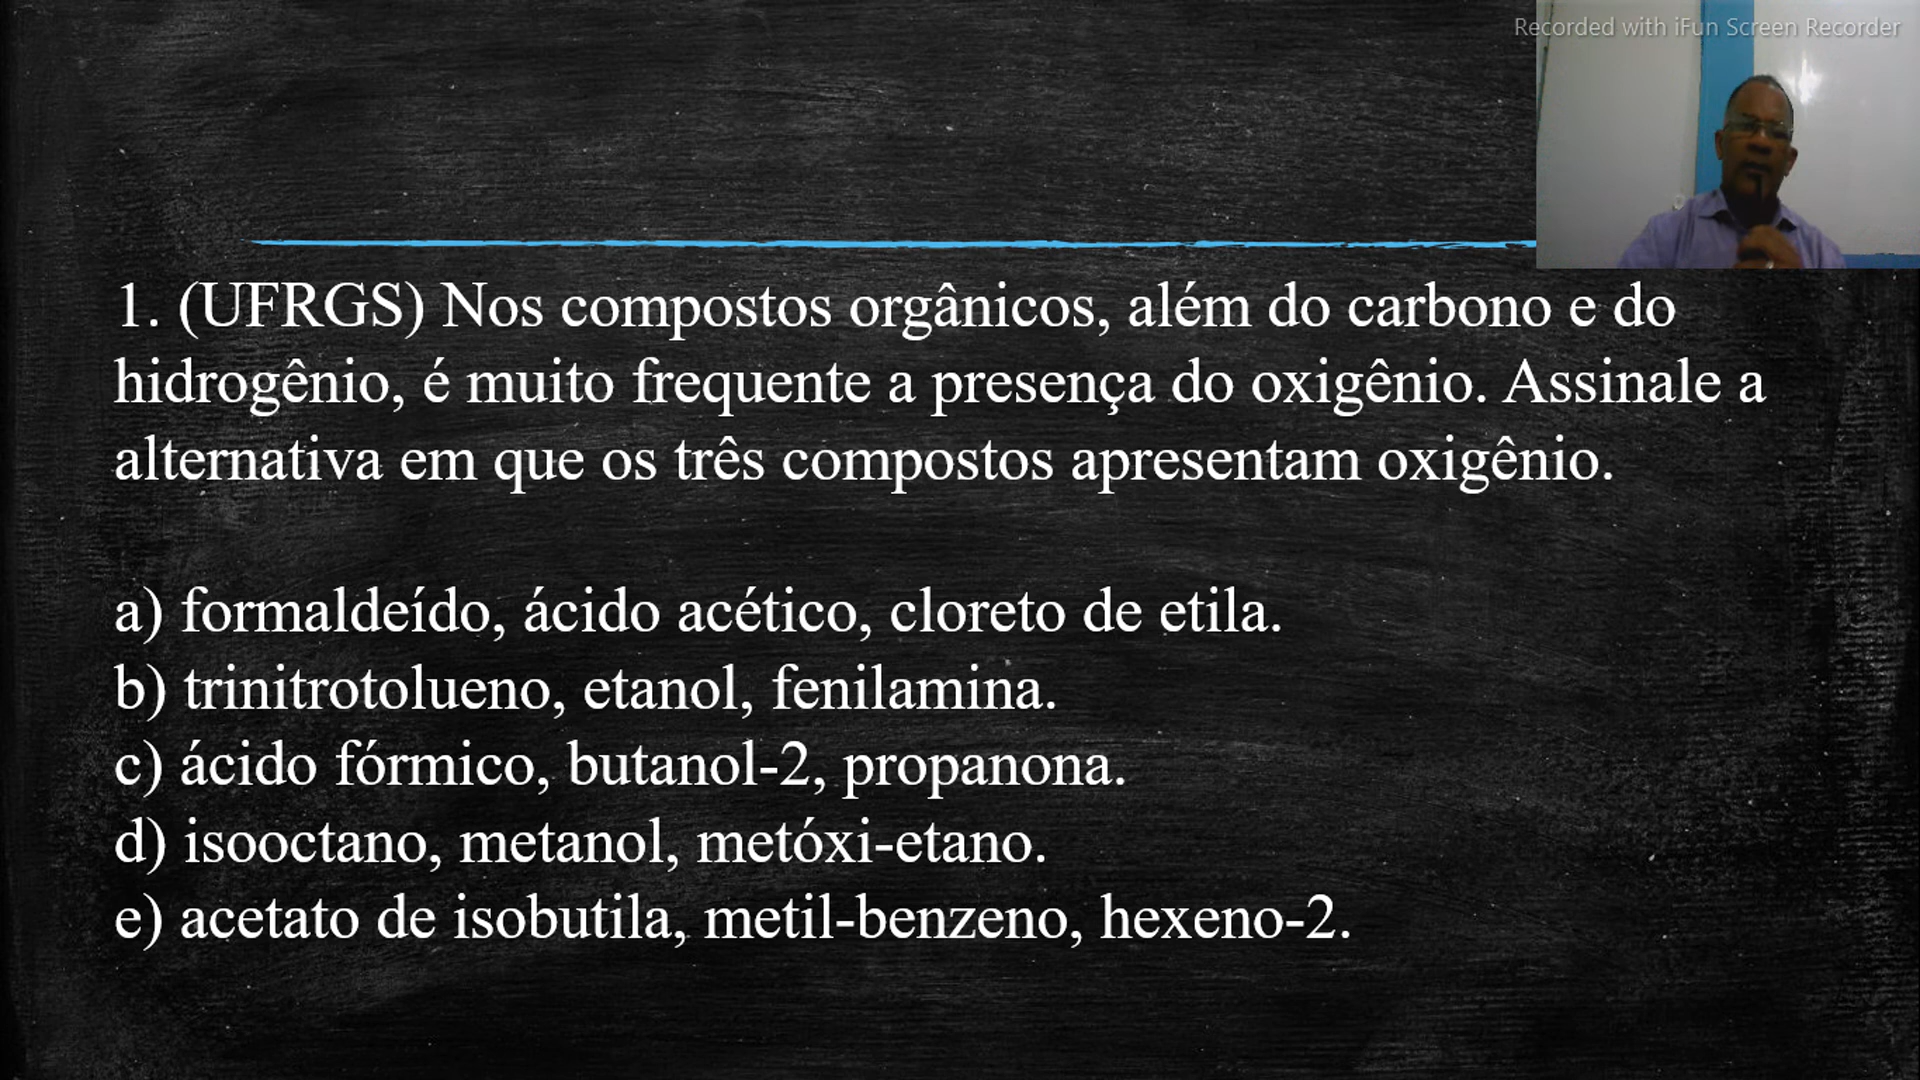 Recorded with iFun Screen Recorder
1. (UFRGS) Nos compostos orgânicos, além do carbono e do
hidrogênio, é muito frequente a presença do oxigênio. Assinale a
alternativa em que os três compostos apresentam oxigênio.
a) formaldeído, ácido acético, cloreto de etila.
b) trinitrotolueno, etanol, fenilamina.
c) ácido fórmico, butanol-2, propanona.
d) isooctano, metanol, metóxi-etano.
e) acetato de isobutila, metil-benzeno, hexeno-2.